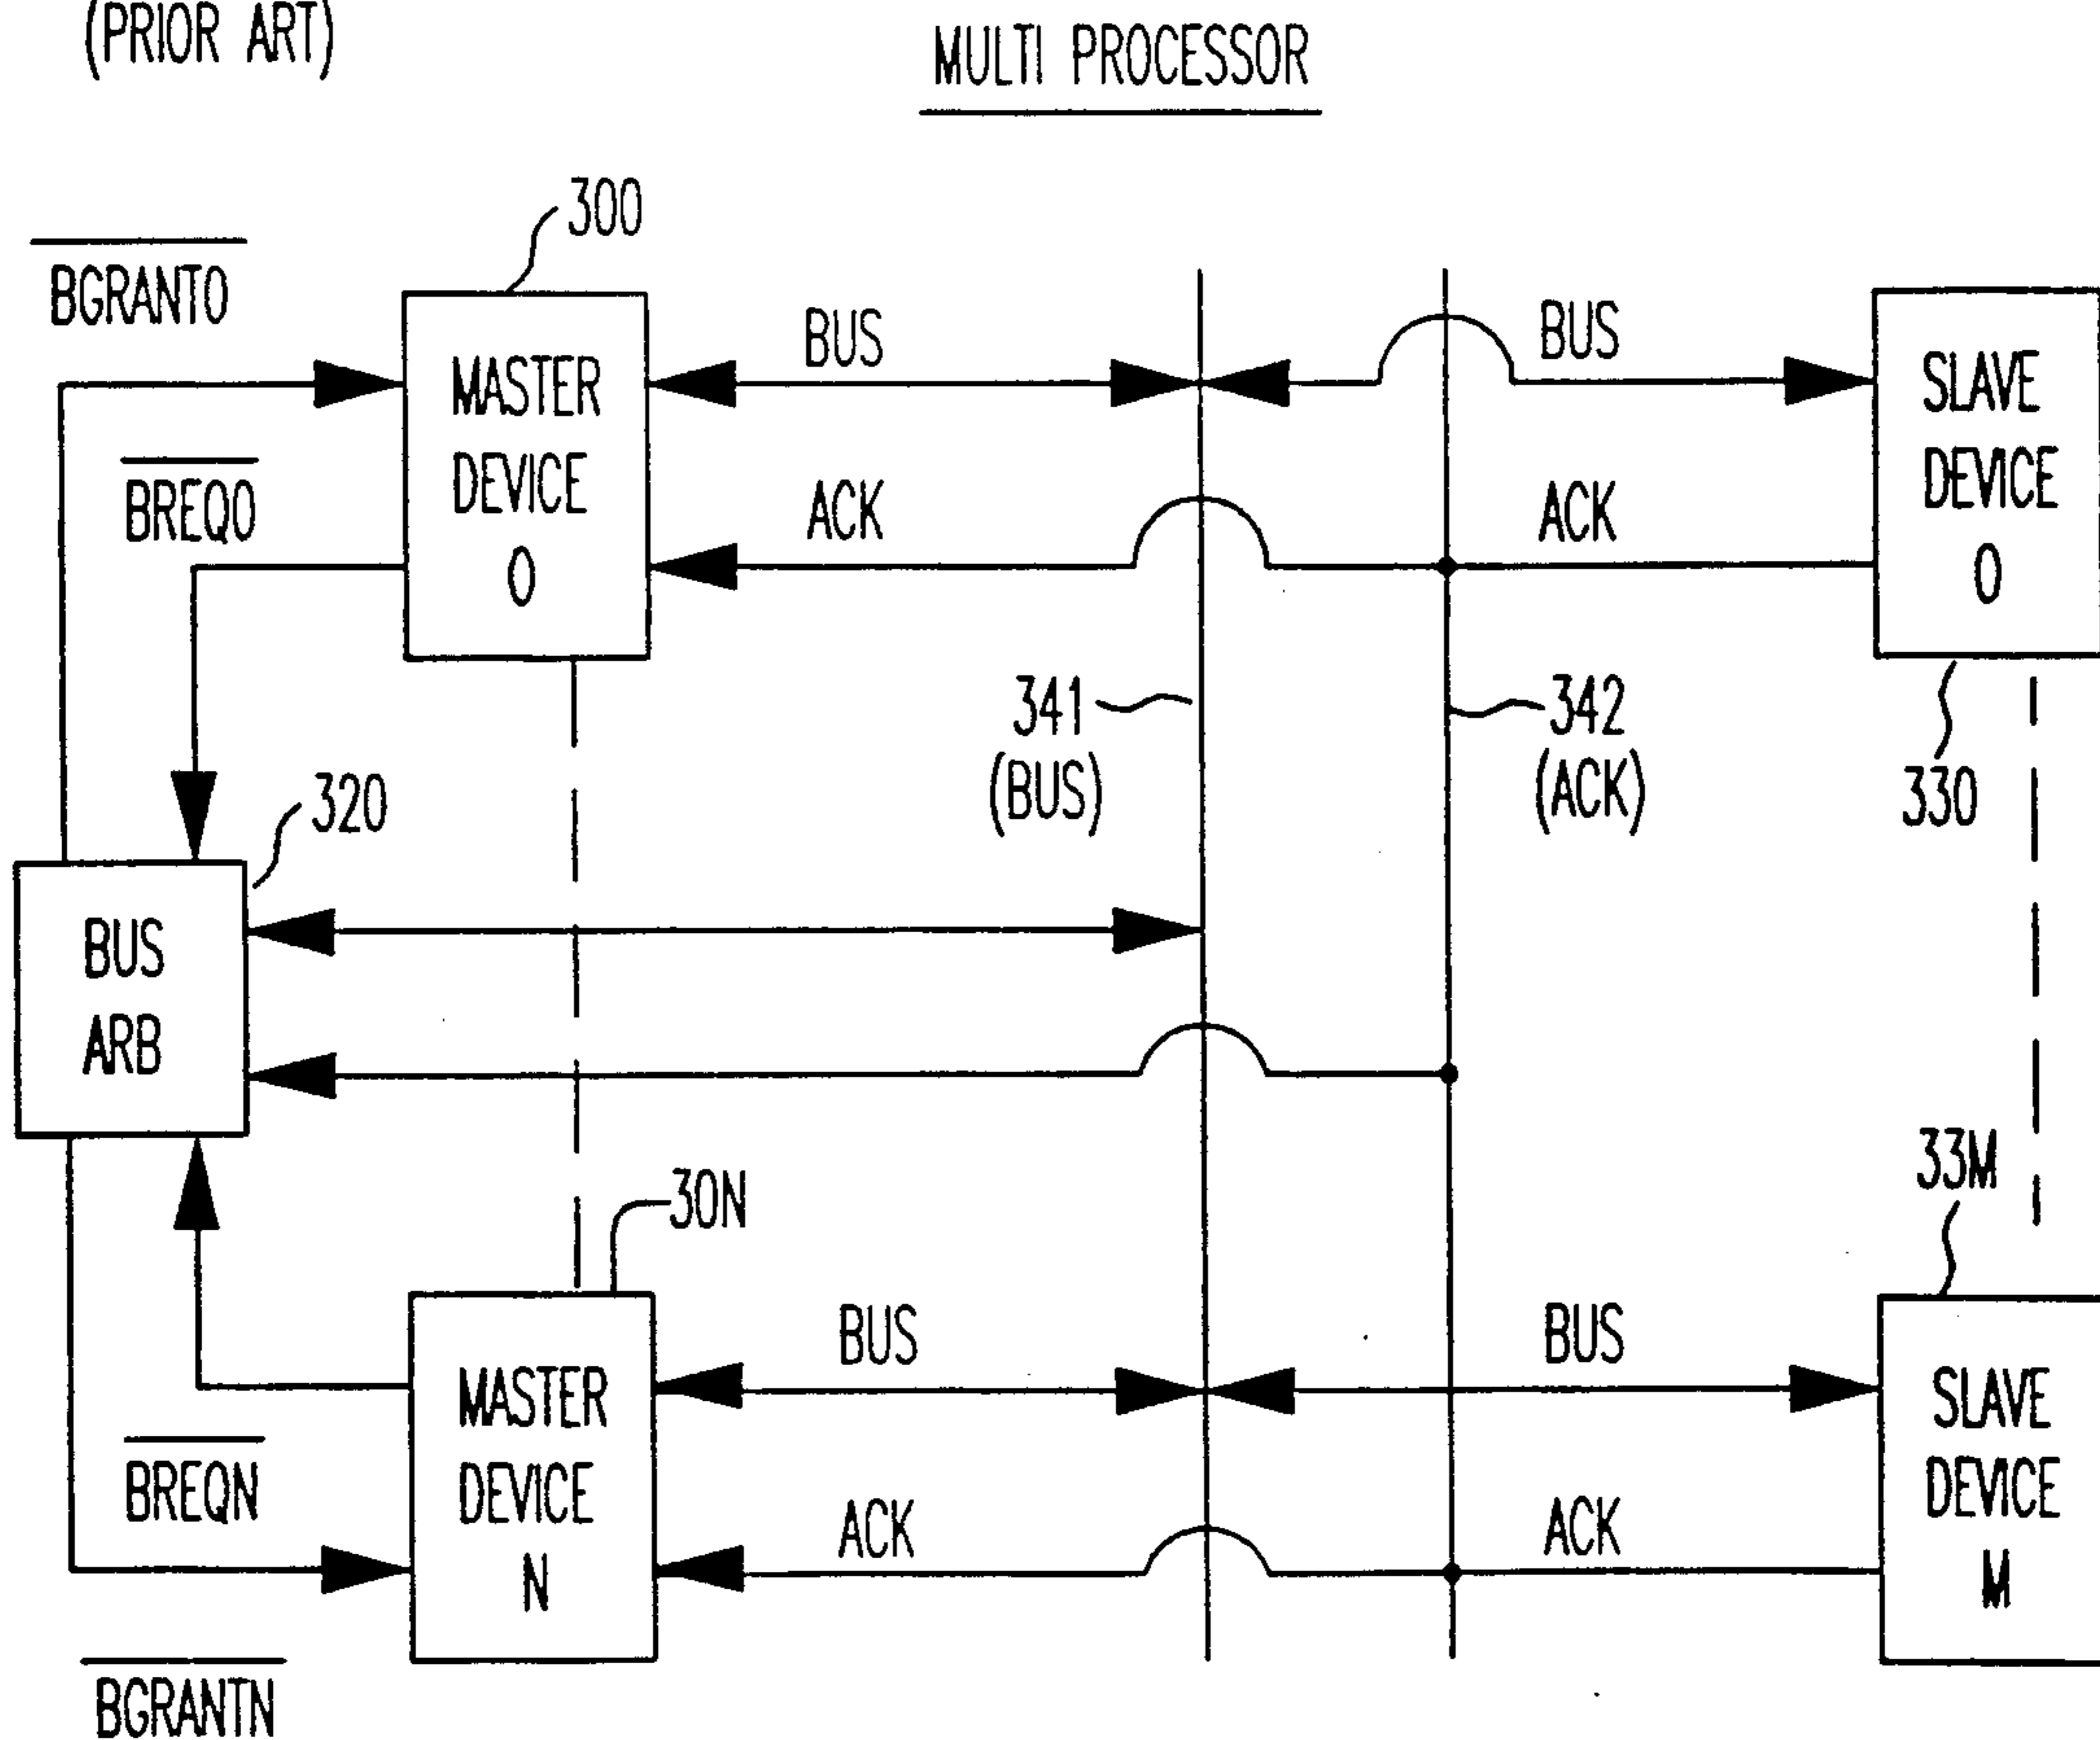 (PRIOR ART)
MULTI PROCESSOR
300
BGRANT0
BUS
BUS
MASTER
DEVICE
0
SLAVE
DEVICE
0
BREQ0
ACK
ACK
341
(BUS)
342
(ACK)
330
320
BUS
ARB
33M
30N
BUS
BUS
MASTER
DEVICE
N
SLAVE
DEVICE
M
BREQN
ACK
ACK
BGRANTN